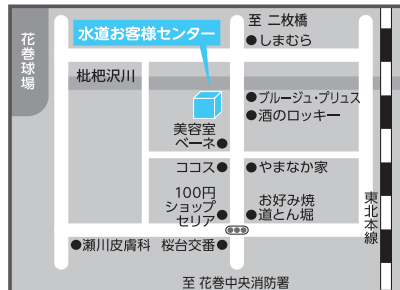 至 二枚橋
水道お客様センター
●しまむら
花巻球場
枇杷沢川
●ブルージュ・プリュス
●酒のロッキー
美容室
ベーネ●
ココス●
●やまなか家
100円
ショップ
セリア●
お好み焼
●道とん堀
東北本線
●瀬川皮膚科
桜台交番●
至 花巻中央消防署